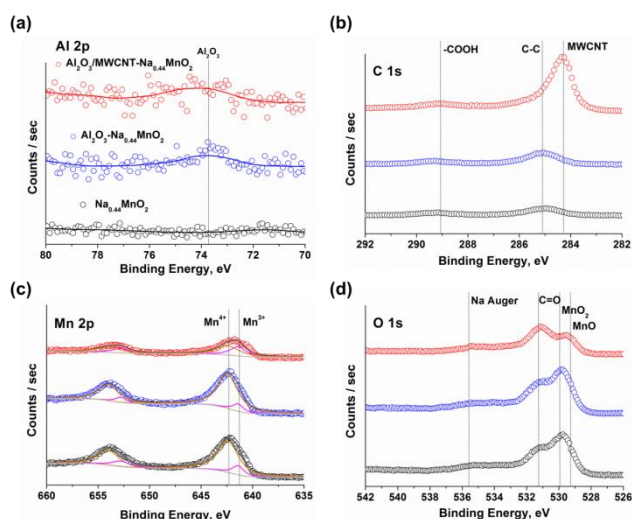 (a)
Al 2p
Al₂O₃
Al₂O₃/MWCNT-Na₀.₄₄MnO₂
Al₂O₃-Na₀.₄₄MnO₂
Na₀.₄₄MnO₂
Counts / sec
80 78 76 74 72 70
Binding Energy, eV
(b)
-COOH C-C MWCNT
C 1s
Counts / sec
292 290 288 286 284 282
Binding Energy, eV
(c)
Mn 2p
Mn⁴⁺ Mn³⁺
Counts / sec
660 655 650 645 640 635
Binding Energy, eV
(d)
Na Auger C=O
MnO₂
MnO
O 1s
Counts / sec
542 540 538 536 534 532 530 528 526
Binding Energy, eV